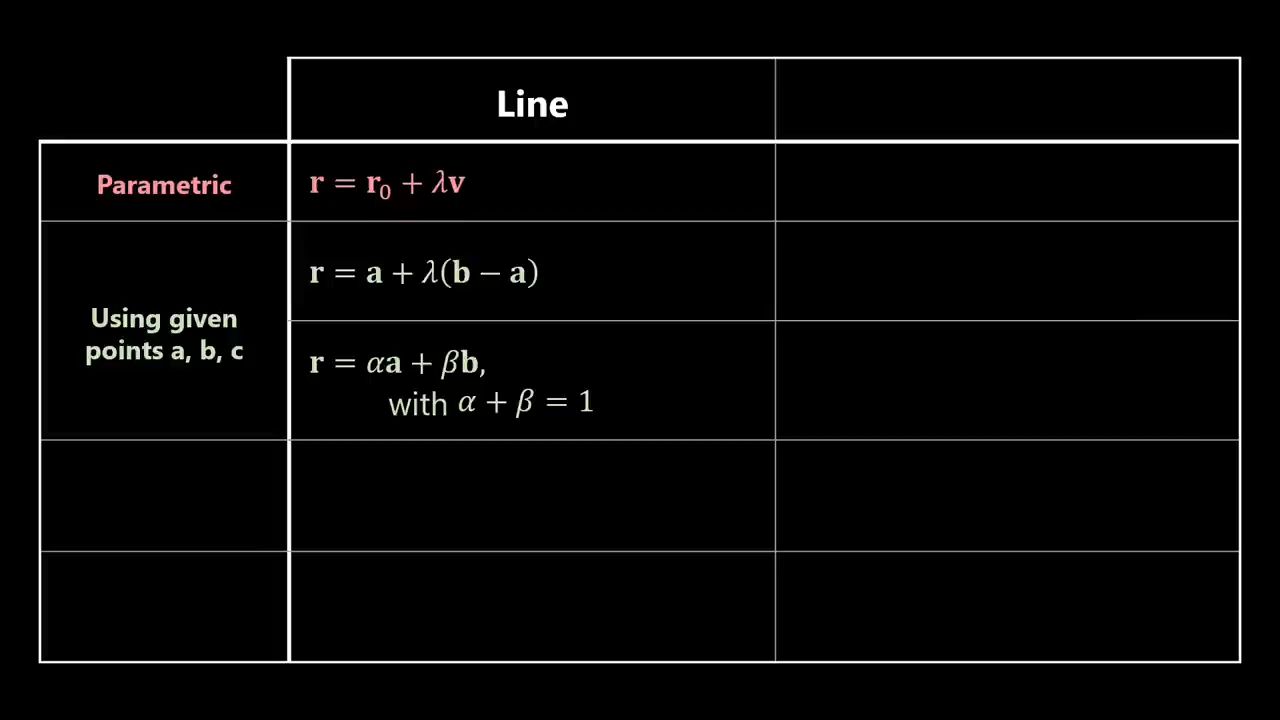 Line
Parametric
𝐫 = 𝐫₀ + λ𝐯
Using given
points a, b, c
𝐫 = 𝐚 + λ(𝐛 − 𝐚)
𝐫 = α𝐚 + β𝐛,
with α + β = 1